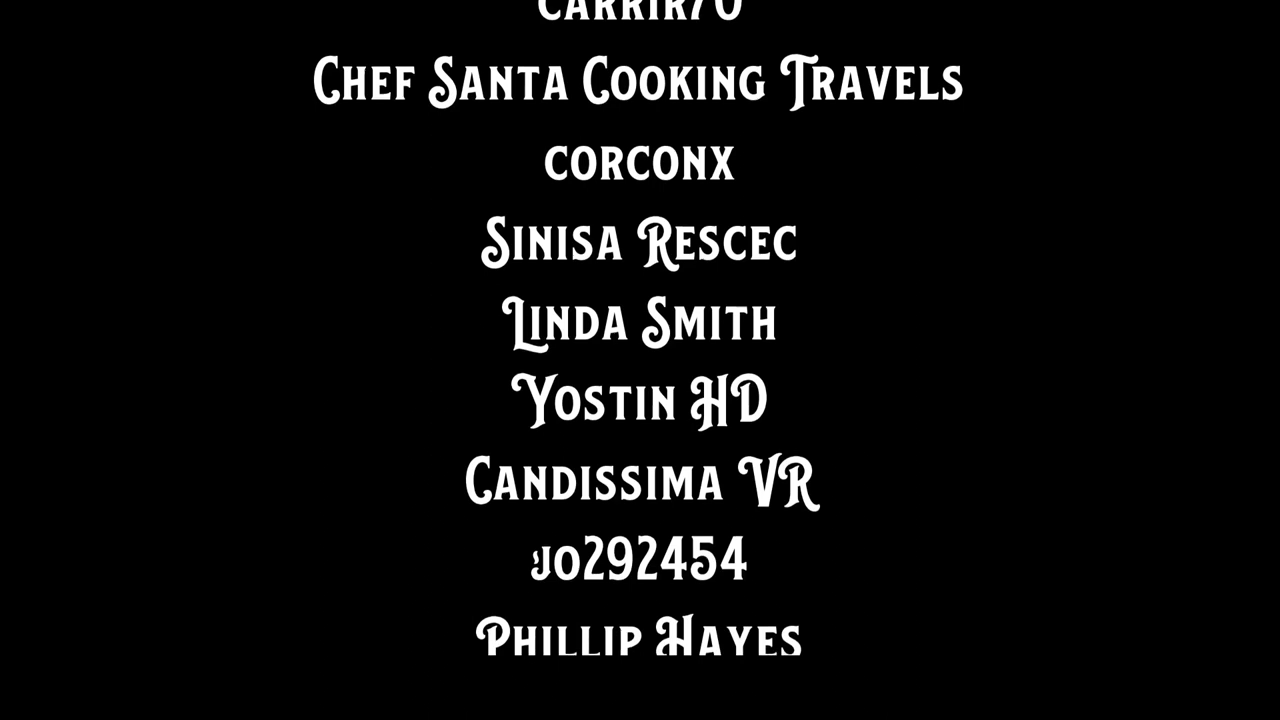 Chef Santa Cooking Travels
corconx
Sinisa Rescec
Linda Smith
Yostin HD
Candissima VR
jo292454
Phillip Hayes